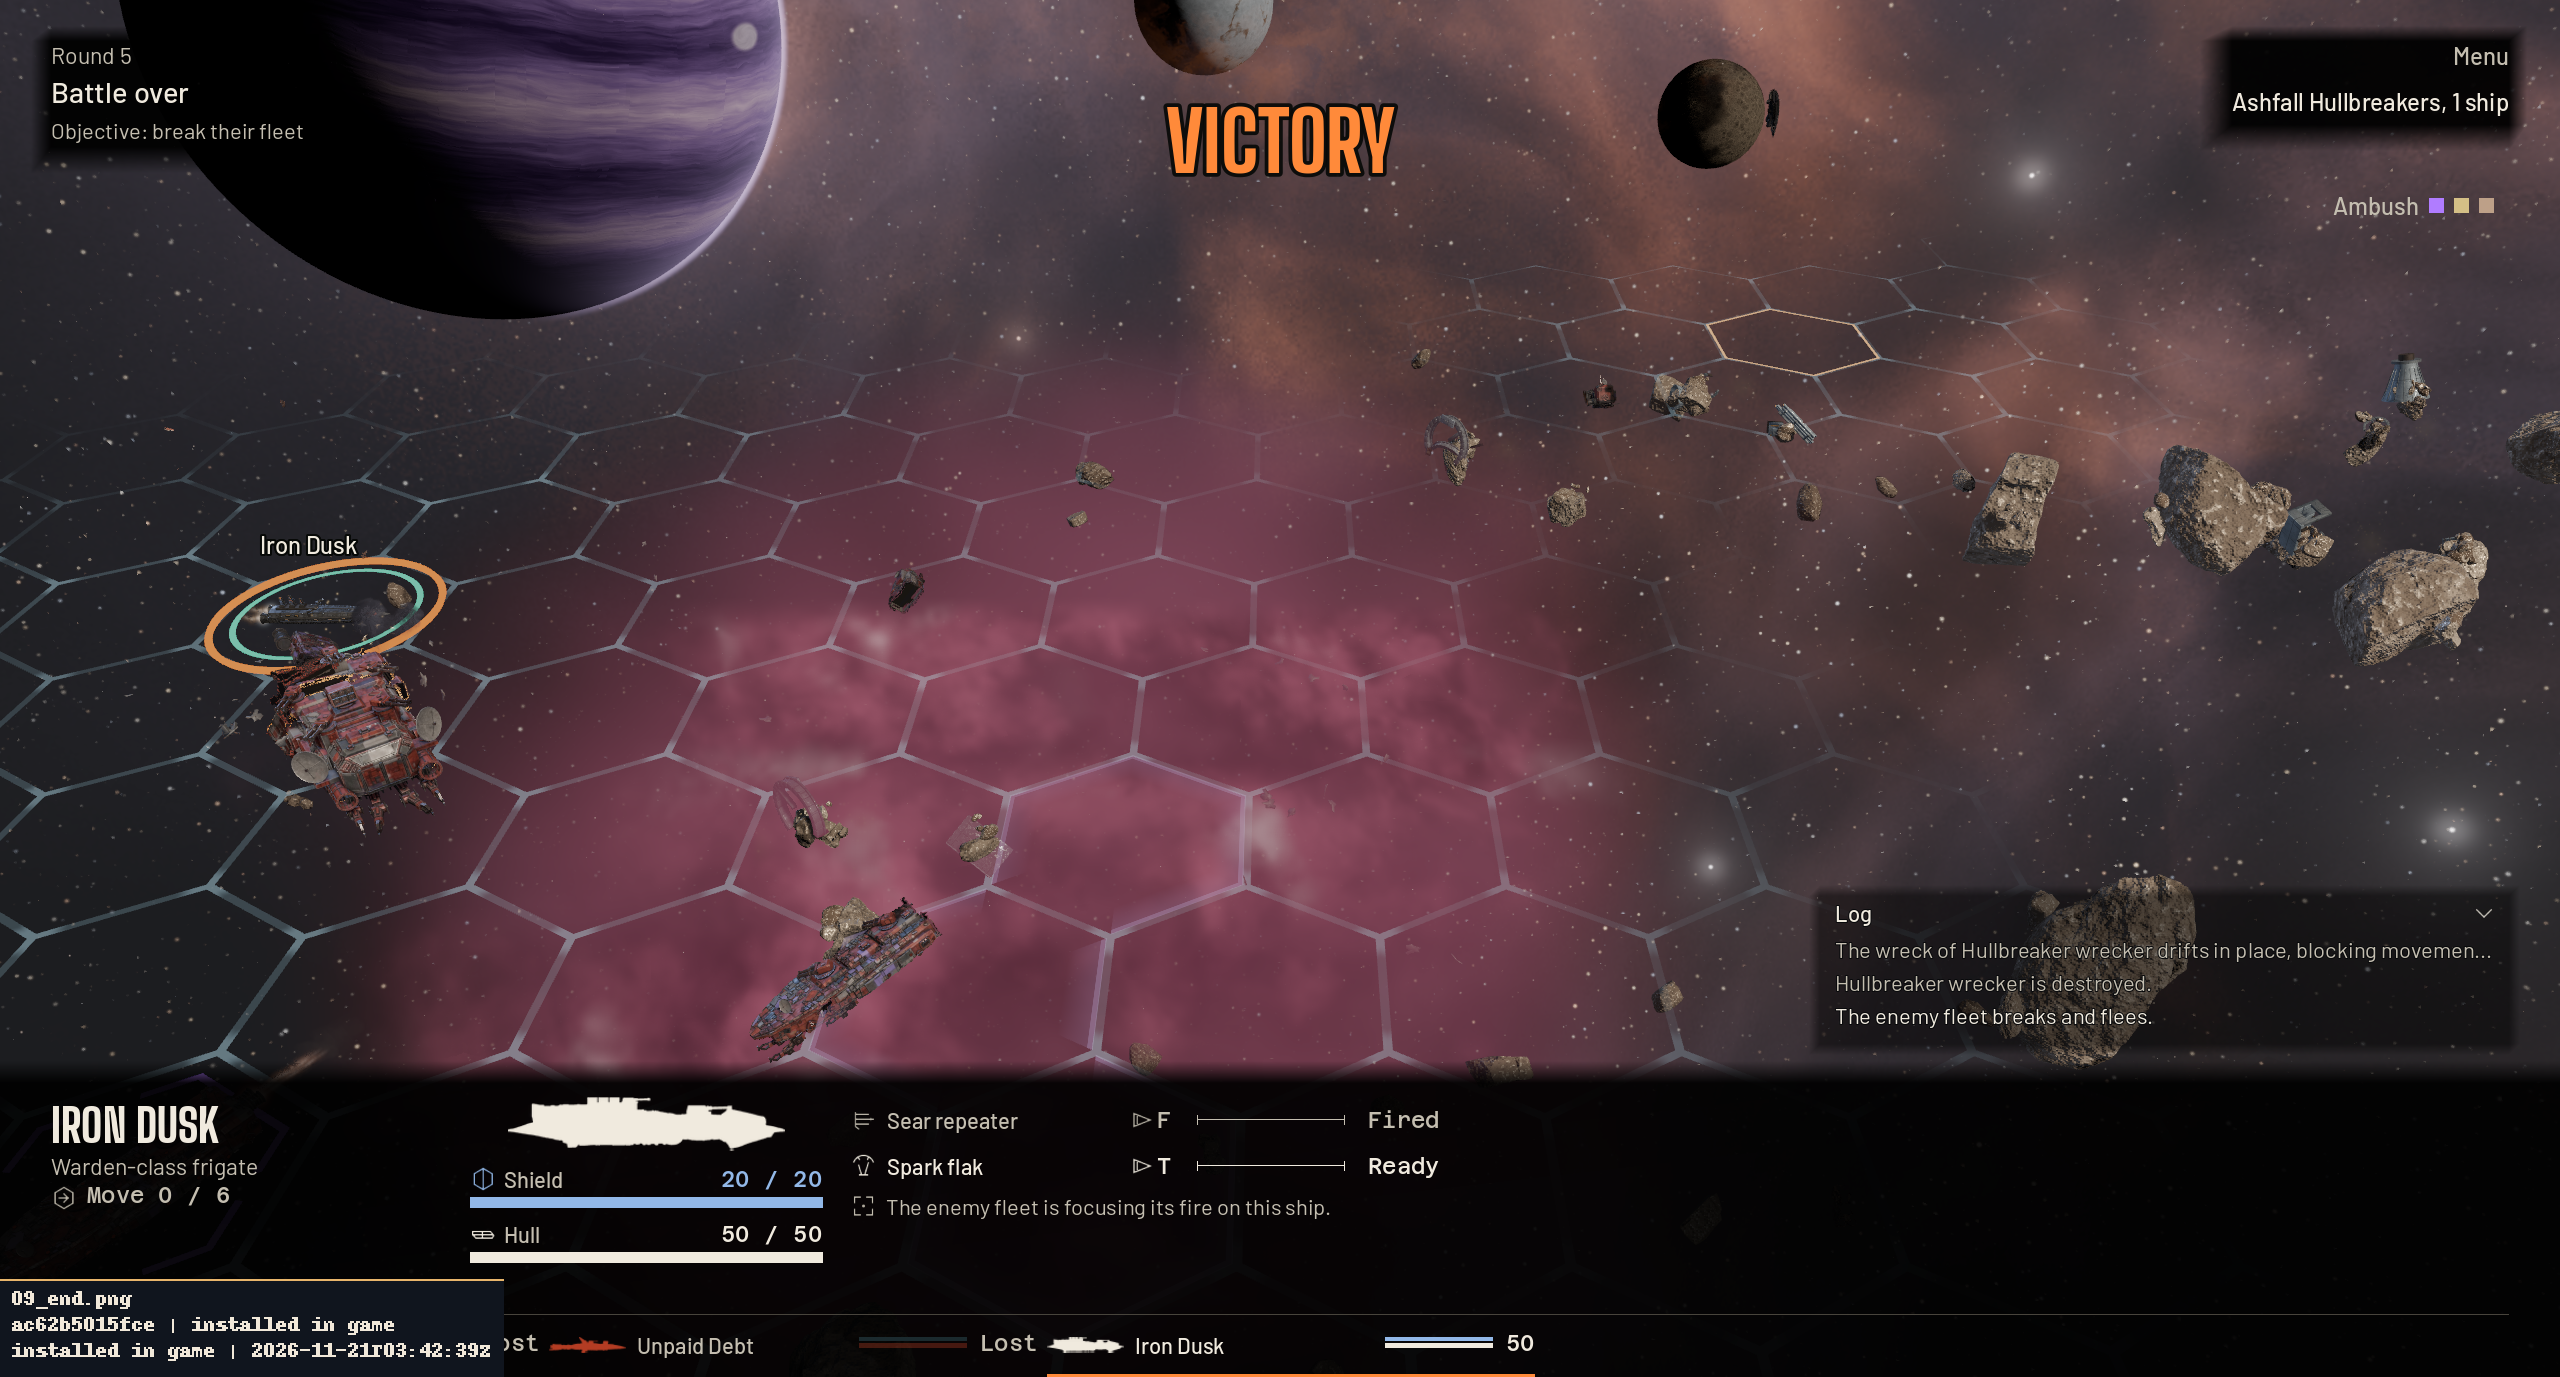 Round 5
Battle over
Objective: break their fleet
VICTORY
Menu
Ashfall Hullbreakers, 1 ship
Ambush
Iron Dusk
Log
The wreck of Hullbreaker wrecker drifts in place, blocking movemen...
Hullbreaker wrecker is destroyed.
The enemy fleet breaks and flees.
IRON DUSK
Warden-class frigate
Move 0 / 6
Shield 20 / 20
Hull 50 / 50
Sear repeater F Fired
Spark flak T Ready
The enemy fleet is focusing its fire on this ship.
09_end.png
ac62b5015fce | installed in game
installed in game | 2026-11-21T03:42:39Z
ost Unpaid Debt Lost Iron Dusk 50